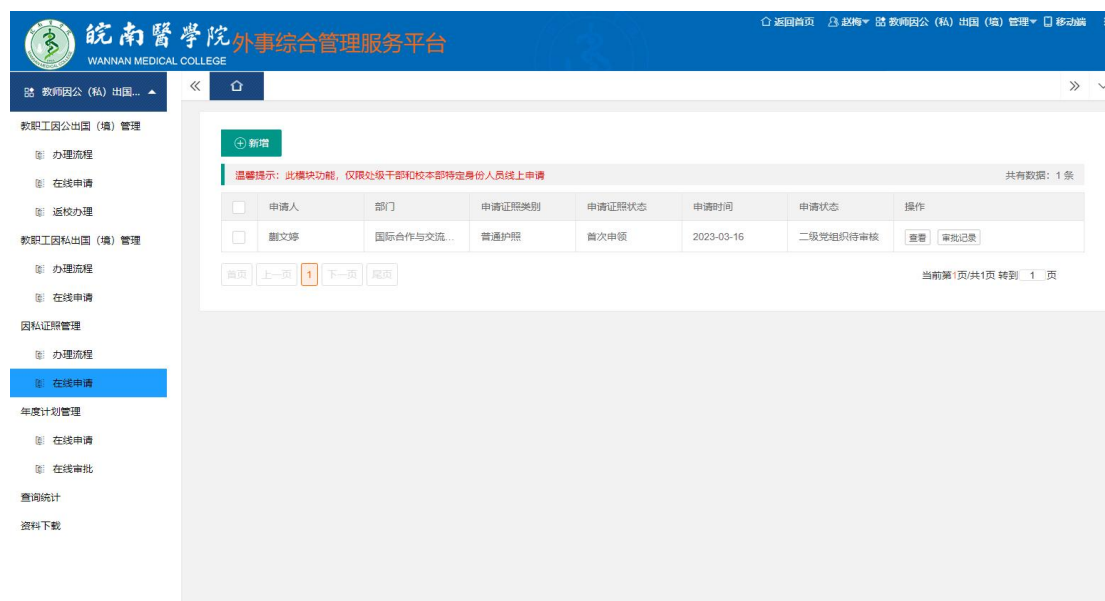 皖南醫學院
WANNAN MEDICAL COLLEGE
外事综合管理服务平台
返回首页 赵梅 教师因公（私）出国（境）管理 移动端
教师因公（私）出国...
教职工因公出国（境）管理
办理流程
在线申请
返校办理
教职工因私出国（境）管理
办理流程
在线申请
因私证照管理
办理流程
在线申请
年度计划管理
在线申请
在线审批
查询统计
资料下载
新增
温馨提示：此模块功能，仅限处级干部和校本部特定身份人员线上申请 共有数据：1 条
申请人 部门 申请证照类别 申请证照状态 申请时间 申请状态 操作
蒯文婷 国际合作与交流... 普通护照 首次申领 2023-03-16 二级党组织待审核 查看 审批记录
首页 上一页 1 下一页 尾页 当前第1页/共1页 转到 1 页